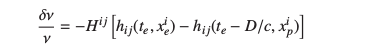 δν/ν = −H^{ij} [ h_{ij}(t_e, x_e^i) − h_{ij}(t_e − D/c, x_p^i) ]